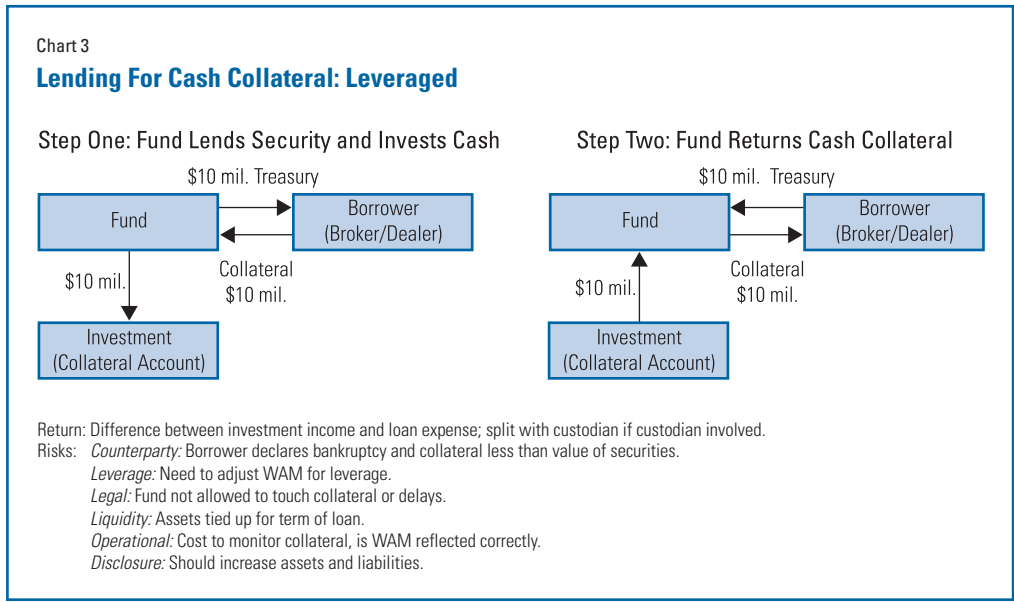 Chart 3
Lending For Cash Collateral: Leveraged
Step One: Fund Lends Security and Invests Cash
$10 mil. Treasury
Fund
Borrower
(Broker/Dealer)
Collateral
$10 mil.
$10 mil.
Investment
(Collateral Account)
Step Two: Fund Returns Cash Collateral
$10 mil. Treasury
Fund
Borrower
(Broker/Dealer)
Collateral
$10 mil.
$10 mil.
Investment
(Collateral Account)
Return: Difference between investment income and loan expense; split with custodian if custodian involved.
Risks: Counterparty: Borrower declares bankruptcy and collateral less than value of securities.
Leverage: Need to adjust WAM for leverage.
Legal: Fund not allowed to touch collateral or delays.
Liquidity: Assets tied up for term of loan.
Operational: Cost to monitor collateral, is WAM reflected correctly.
Disclosure: Should increase assets and liabilities.